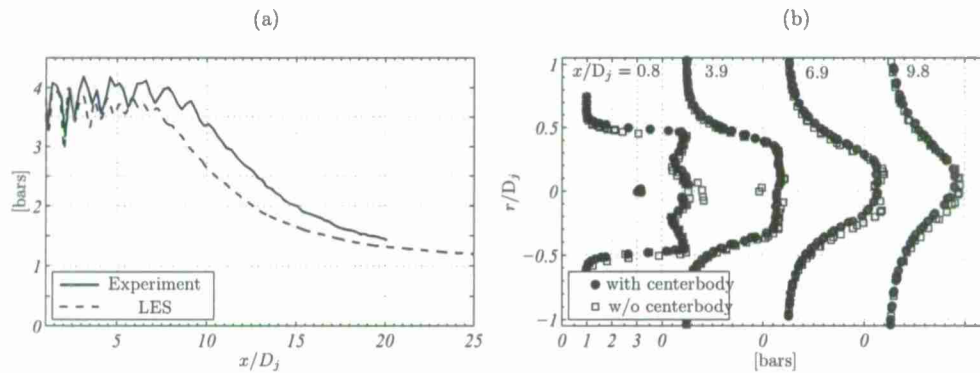 (a)
(b)
4
3
2
1
0
[bars]
5
10
15
20
25
x/D_j
Experiment
LES
1
0.5
0
−0.5
−1
r/D_j
x/D_j = 0.8
3.9
6.9
9.8
with centerbody
w/o centerbody
0 1 2 3 0 0 0
[bars]